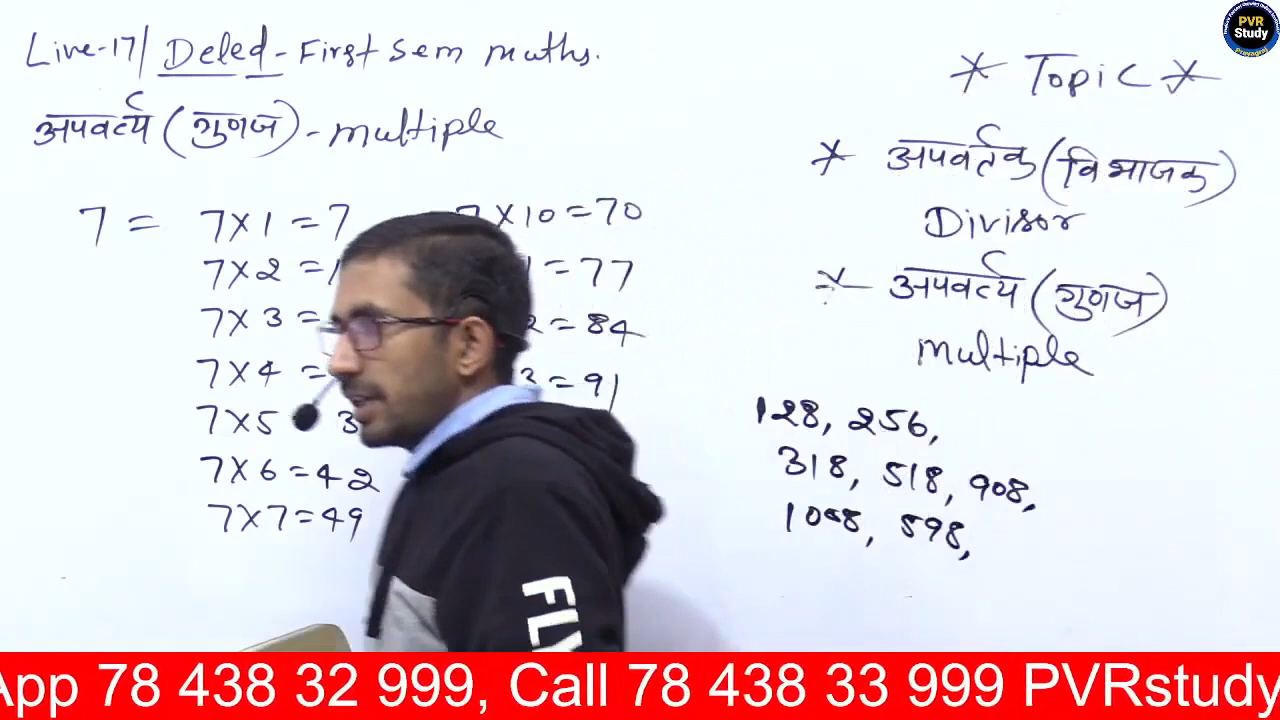 Live-17/ Deled - First Sem maths.
अपवर्त्य (गुणज) - multiple
7 = 7×1 = 7
7×2 =
7×3 =
7×4 =
7×5
7×6 = 42
7×7 = 49
×10 = 70
= 77
= 84
3 = 91
* Topic *
* अपवर्तक (विभाजक)
Divisor
* अपवर्त्य (गुणज)
multiple
128, 256,
318, 518, 908,
598,
FLY
PVR
Study
Prayagraj
App 78 438 32 999, Call 78 438 33 999 PVRstudy